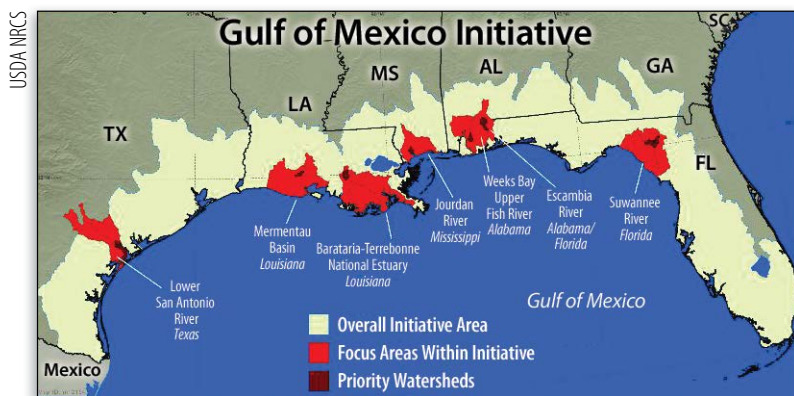 USDA NRCS
Gulf of Mexico Initiative
SC
MS
AL
GA
LA
TX
FL
Mermentau
Basin
Louisiana
Barataria-Terrebonne
National Estuary
Louisiana
Jourdan
River
Mississippi
Weeks Bay
Upper
Fish River
Alabama
Escambia
River
Alabama/
Florida
Suwannee
River
Florida
Lower
San Antonio
River
Texas
Gulf of Mexico
Overall Initiative Area
Focus Areas Within Initiative
Priority Watersheds
Mexico